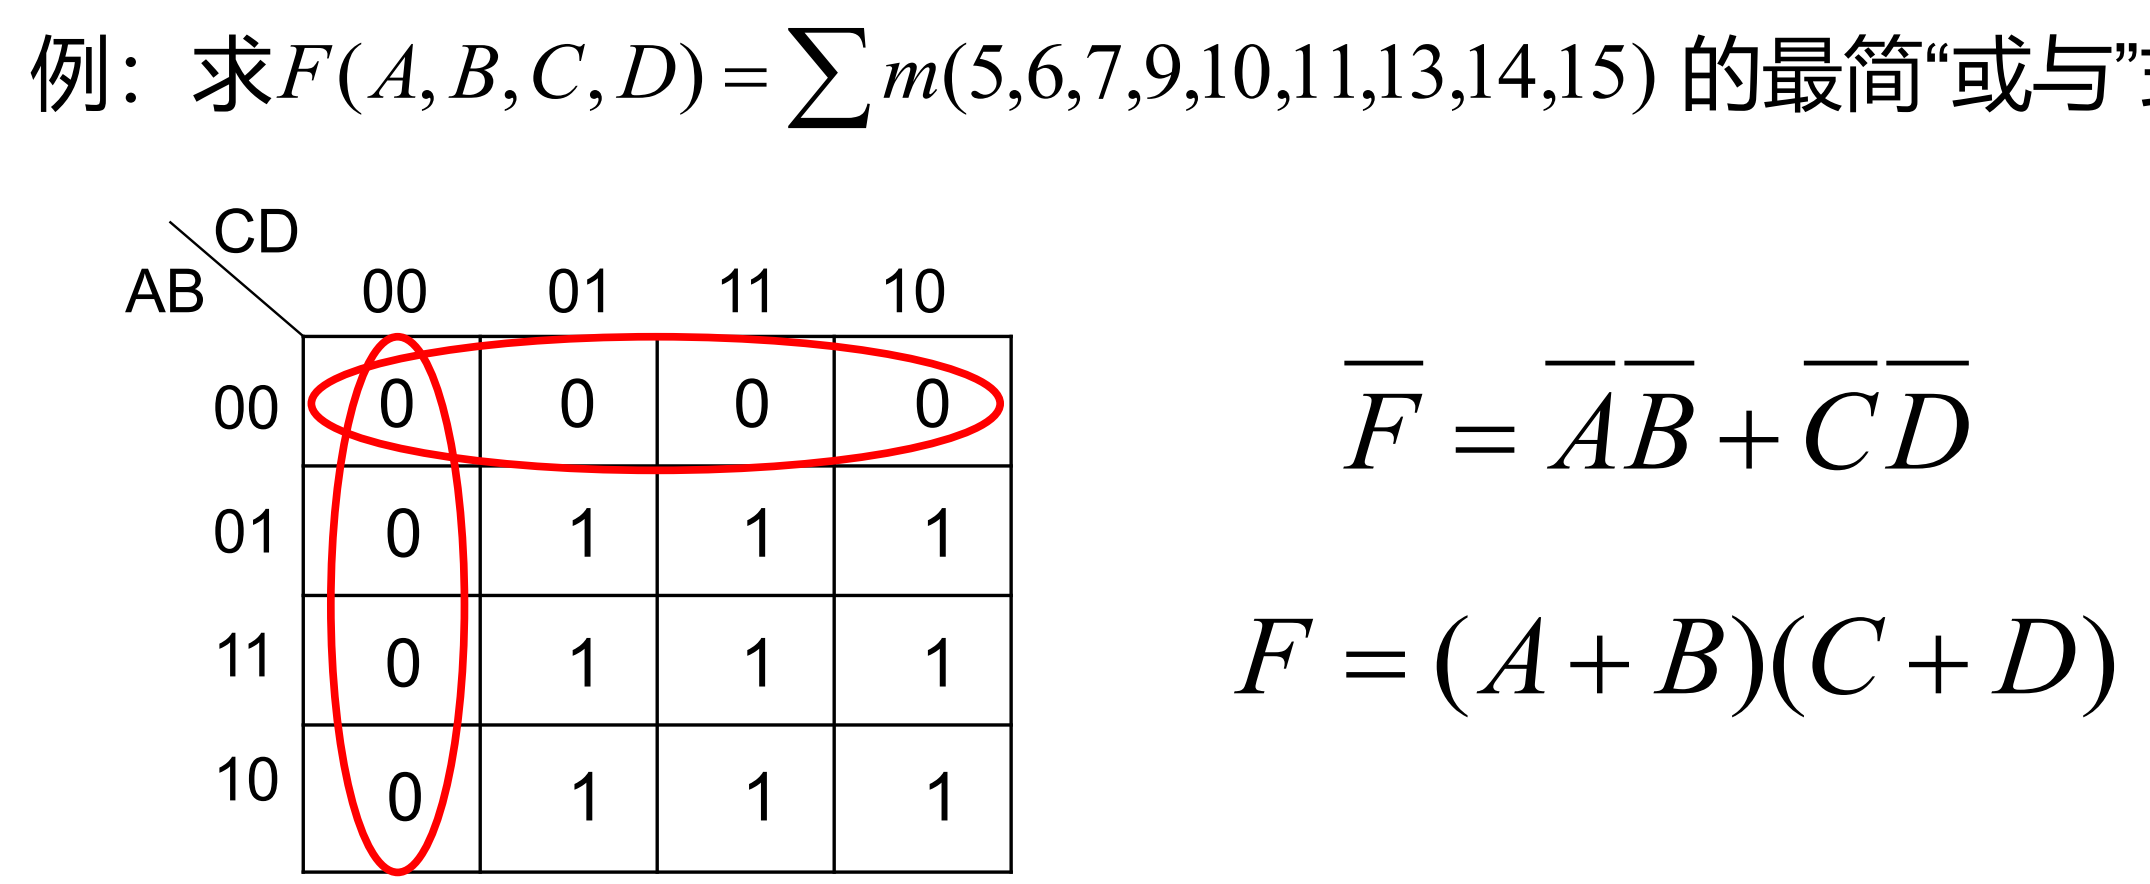 例：求F(A,B,C,D)=∑m(5,6,7,9,10,11,13,14,15) 的最简“或与”
CD
AB 00 01 11 10
00 0 0 0 0
01 0 1 1 1
11 0 1 1 1
10 0 1 1 1
F̅ = A̅B̅ + C̅D̅
F = (A + B)(C + D)